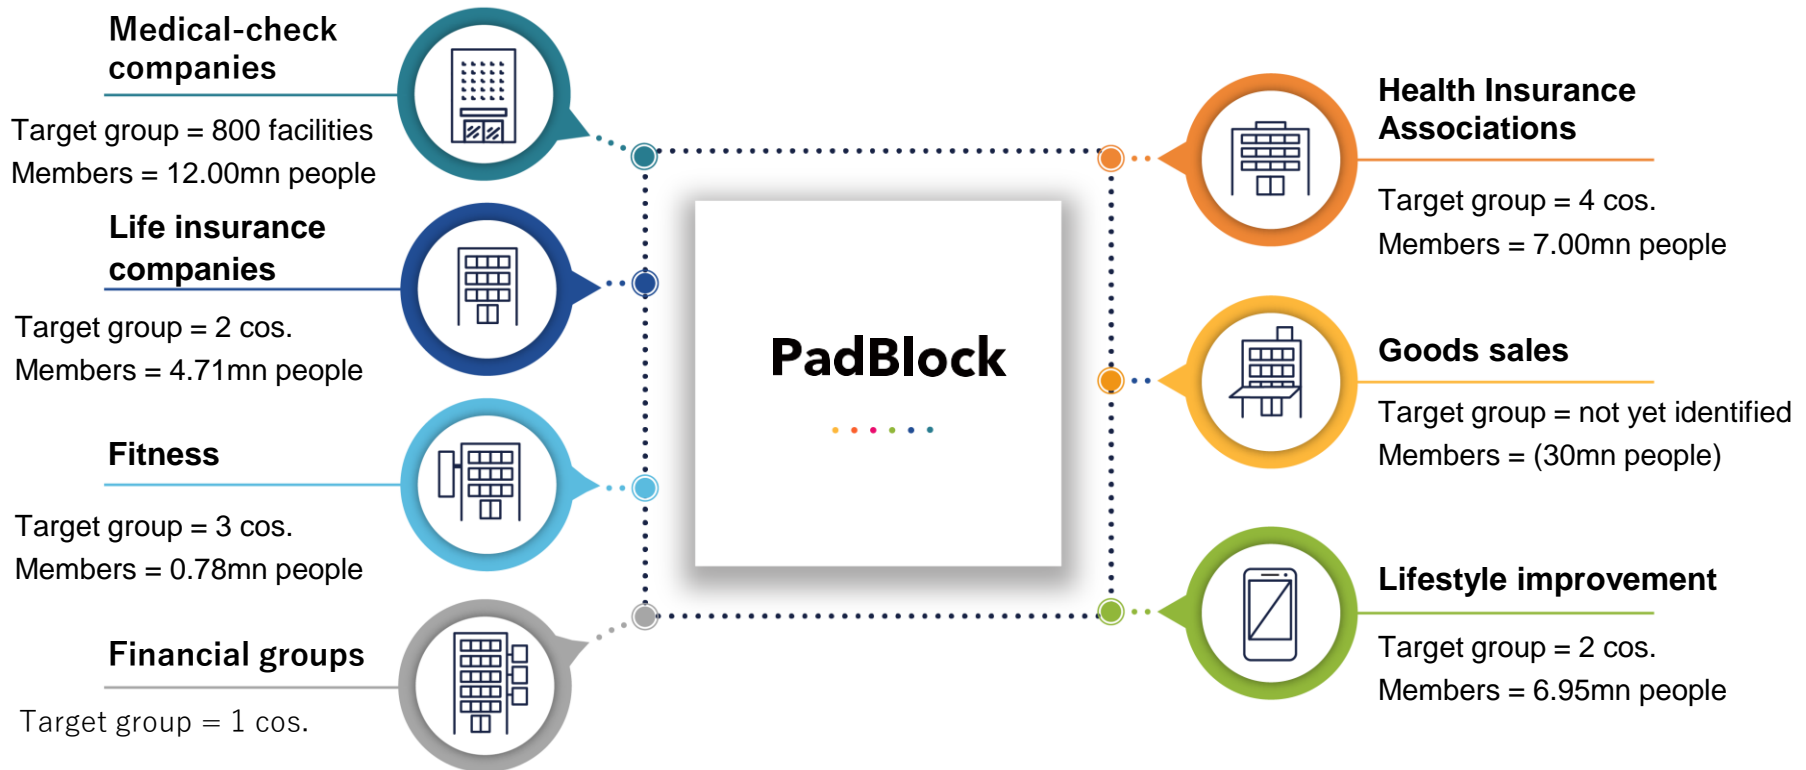 Medical-check
companies
Target group = 800 facilities
Members = 12.00mn people
Life insurance
companies
Target group = 2 cos.
Members = 4.71mn people
Fitness
Target group = 3 cos.
Members = 0.78mn people
Financial groups
Target group = 1 cos.
PadBlock
Health Insurance
Associations
Target group = 4 cos.
Members = 7.00mn people
Goods sales
Target group = not yet identified
Members = (30mn people)
Lifestyle improvement
Target group = 2 cos.
Members = 6.95mn people